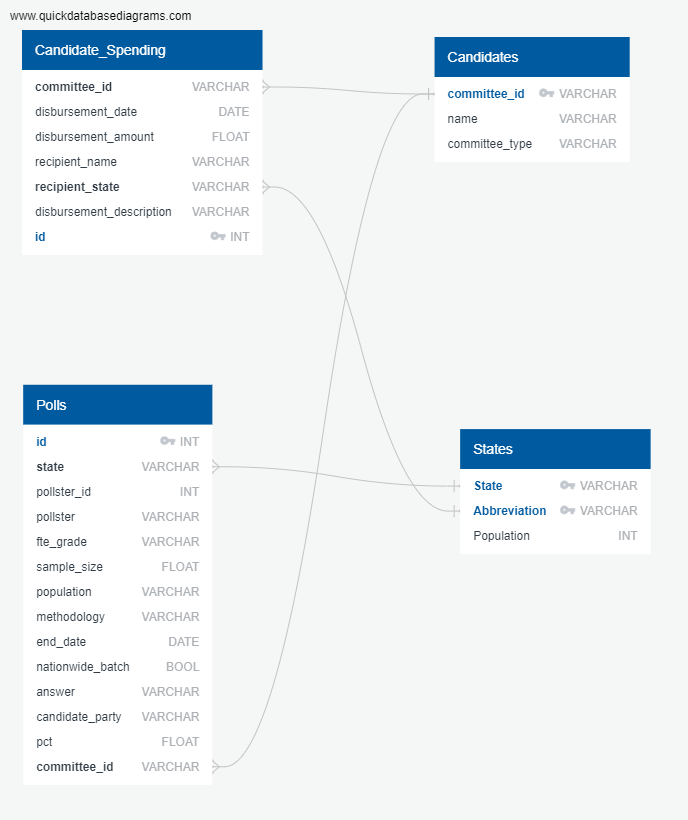 www.quickdatabasediagrams.com
Candidate_Spending
committee_id VARCHAR
disbursement_date DATE
disbursement_amount FLOAT
recipient_name VARCHAR
recipient_state VARCHAR
disbursement_description VARCHAR
id INT
Candidates
committee_id VARCHAR
name VARCHAR
committee_type VARCHAR
Polls
id INT
state VARCHAR
pollster_id INT
pollster VARCHAR
fte_grade VARCHAR
sample_size FLOAT
population VARCHAR
methodology VARCHAR
end_date DATE
nationwide_batch BOOL
answer VARCHAR
candidate_party VARCHAR
pct FLOAT
committee_id VARCHAR
States
State VARCHAR
Abbreviation VARCHAR
Population INT